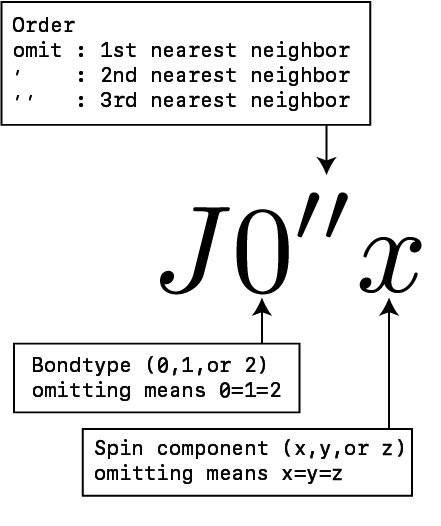 Order
omit : 1st nearest neighbor
' : 2nd nearest neighbor
'' : 3rd nearest neighbor
J0''x
Bondtype (0,1,or 2)
omitting means 0=1=2
Spin component (x,y,or z)
omitting means x=y=z